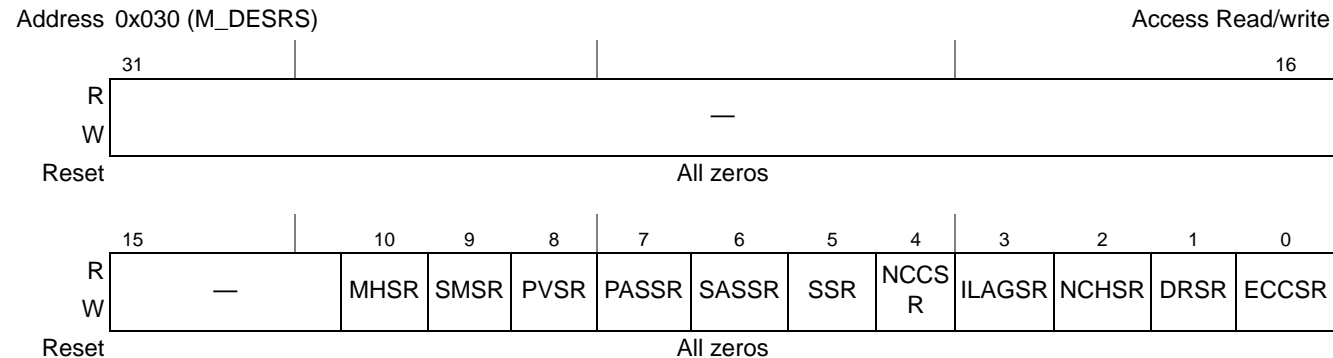 Address 0x030 (M_DESRS) Access Read/write
31 16
R
—
W
Reset All zeros
15 10 9 8 7 6 5 4 3 2 1 0
R
— MHSR SMSR PVSR PASSR SASSR SSR NCCS ILAGSR NCHSR DRSR ECCSR
R
W
Reset All zeros